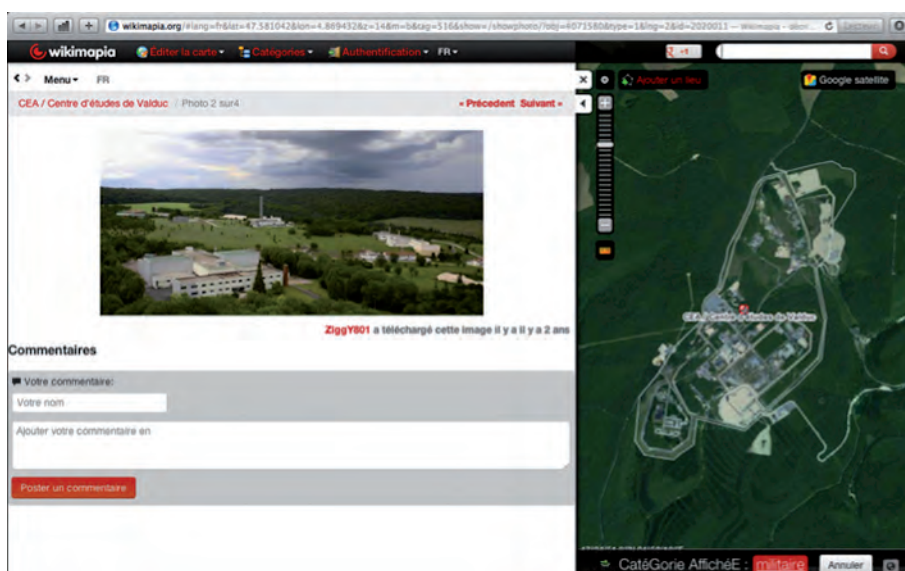 wikimapia.org/#lang=fr&lat=47.581042&lon=4.869432&z=14&m=b&cag=516&show=/showphoto/?obj=4071580&type=1&lng=2&id=2020011 — Wikimapia - décr...
wikimapia Éditer la carte Catégories Authentification FR +1
Menu FR Ajouter un lieu Google satellite
CEA / Centre d'études de Valduc / Photo 2 sur4 « Précedent Suivant »
CEA / Centre d'études de Valduc
ZiggY801 a téléchargé cette image il y a il y a 2 ans
Commentaires
Votre commentaire:
Votre nom
Ajouter votre commentaire en
Poster un commentaire
CatéGorie AffichéE : militaire Annuler